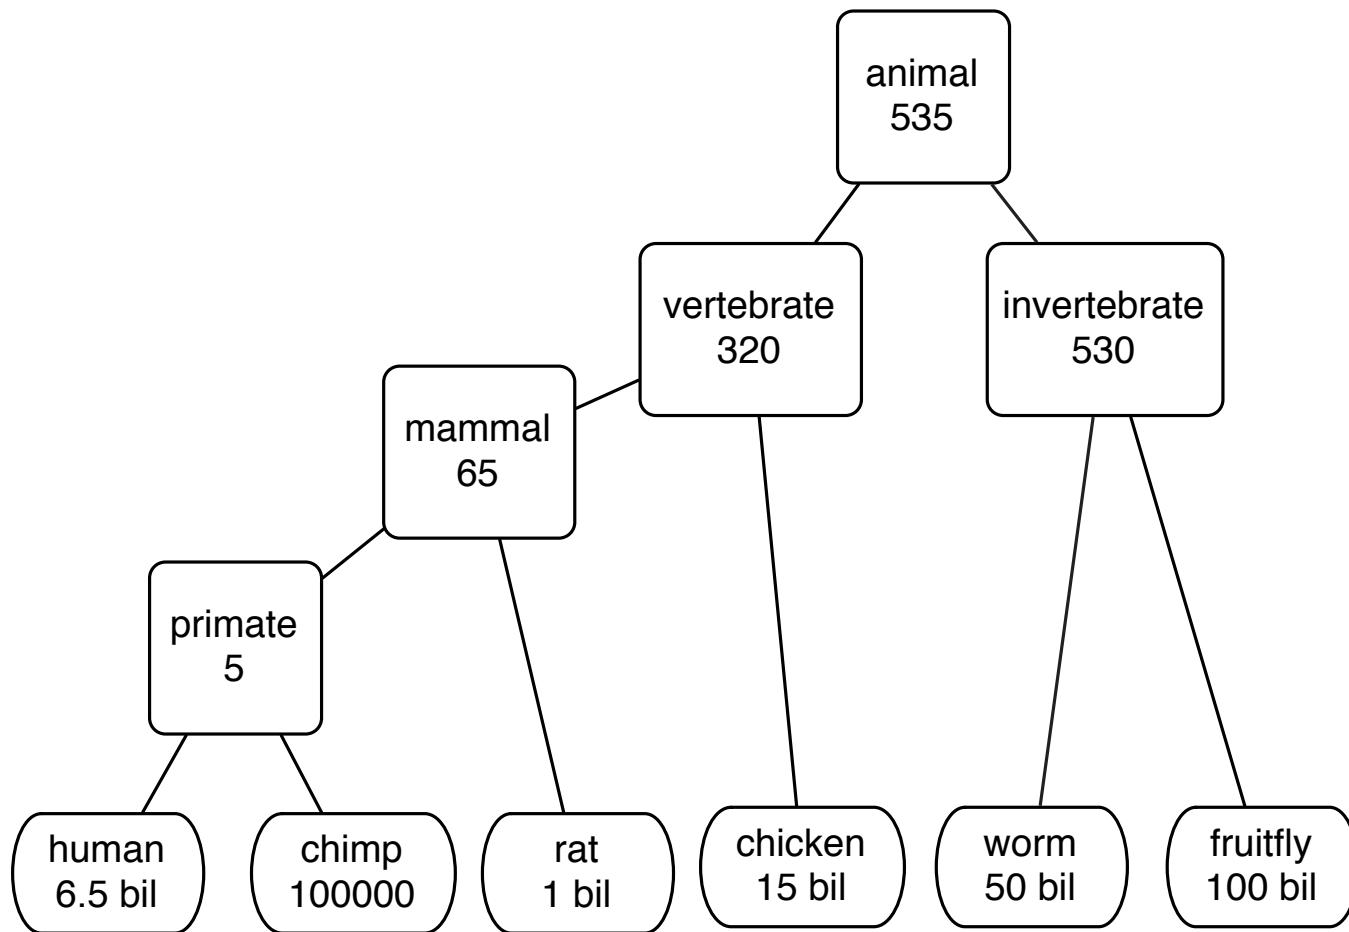 animal
535
vertebrate
320
invertebrate
530
mammal
65
primate
5
human
6.5 bil
chimp
100000
rat
1 bil
chicken
15 bil
worm
50 bil
fruitfly
100 bil